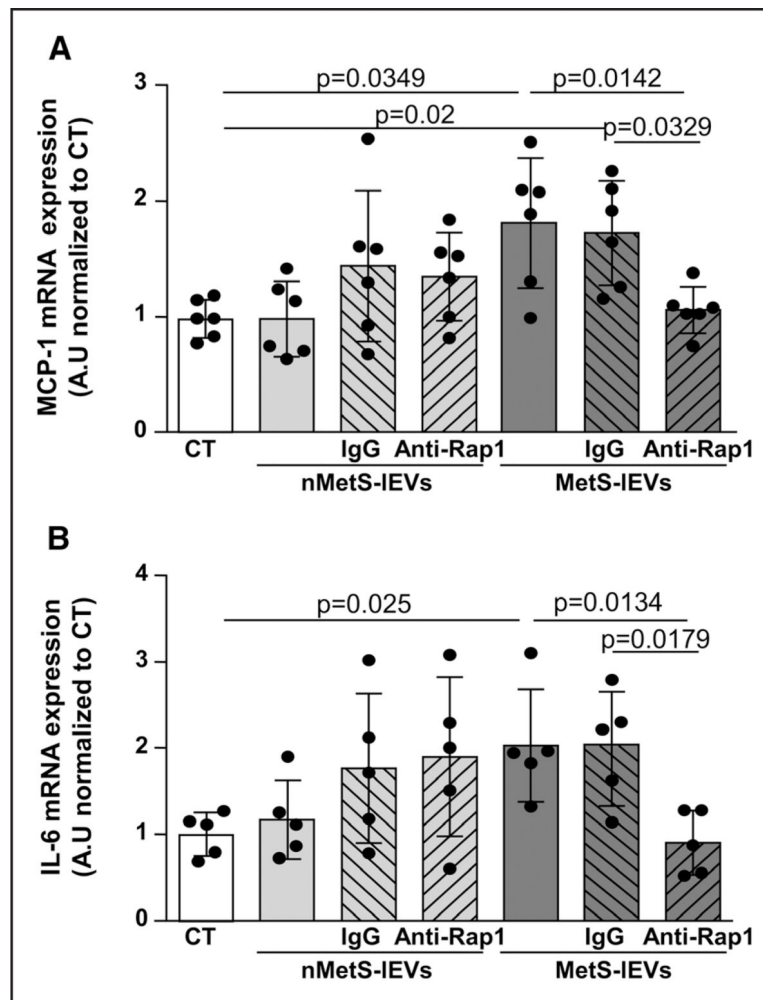 A
3
p=0.0349 p=0.0142
p=0.02 p=0.0329
2
1
0
MCP-1 mRNA expression
(A.U normalized to CT)
CT IgG Anti-Rap1 IgG Anti-Rap1
nMetS-lEVs MetS-lEVs
B
4
p=0.025 p=0.0134
p=0.0179
3
2
1
0
IL-6 mRNA expression
(A.U normalized to CT)
CT IgG Anti-Rap1 IgG Anti-Rap1
nMetS-lEVs MetS-lEVs